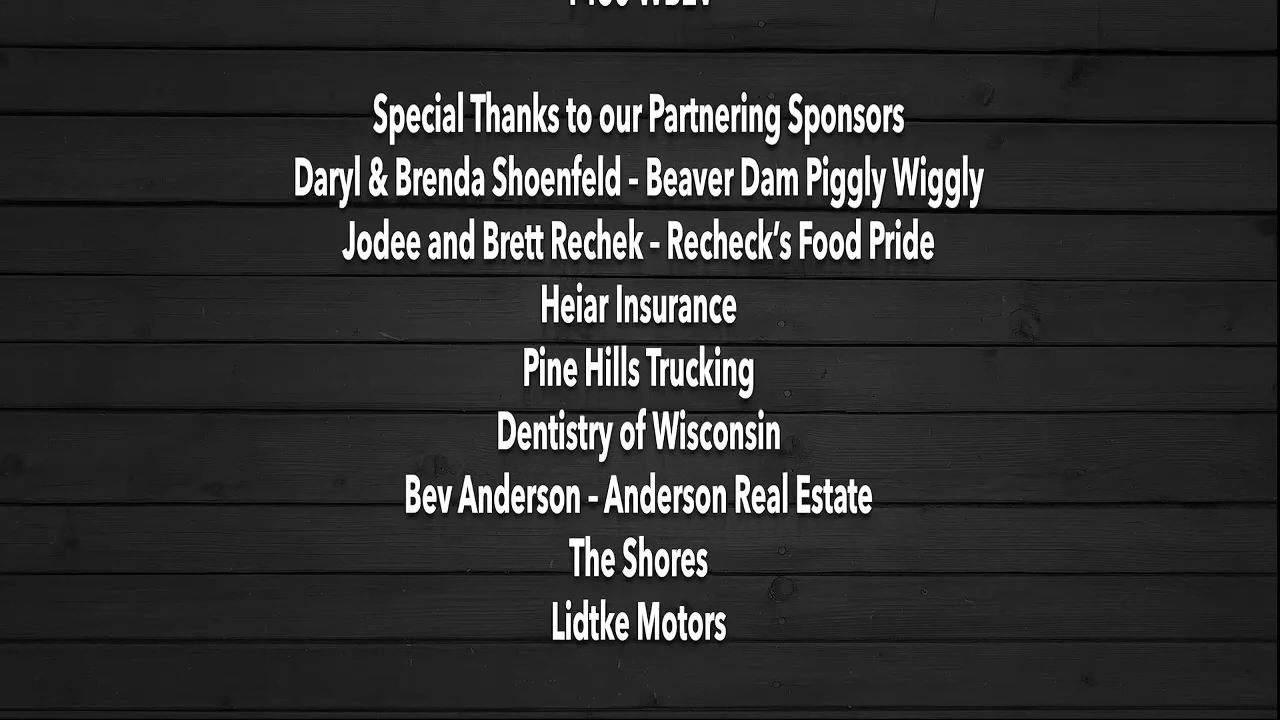 Special Thanks to our Partnering Sponsors
Daryl & Brenda Shoenfeld - Beaver Dam Piggly Wiggly
Jodee and Brett Rechek - Recheck‘s Food Pride
Heiar Insurance
Pine Hills Trucking
Dentistry of Wisconsin
Bev Anderson - Anderson Real Estate
The Shores
Lidtke Motors